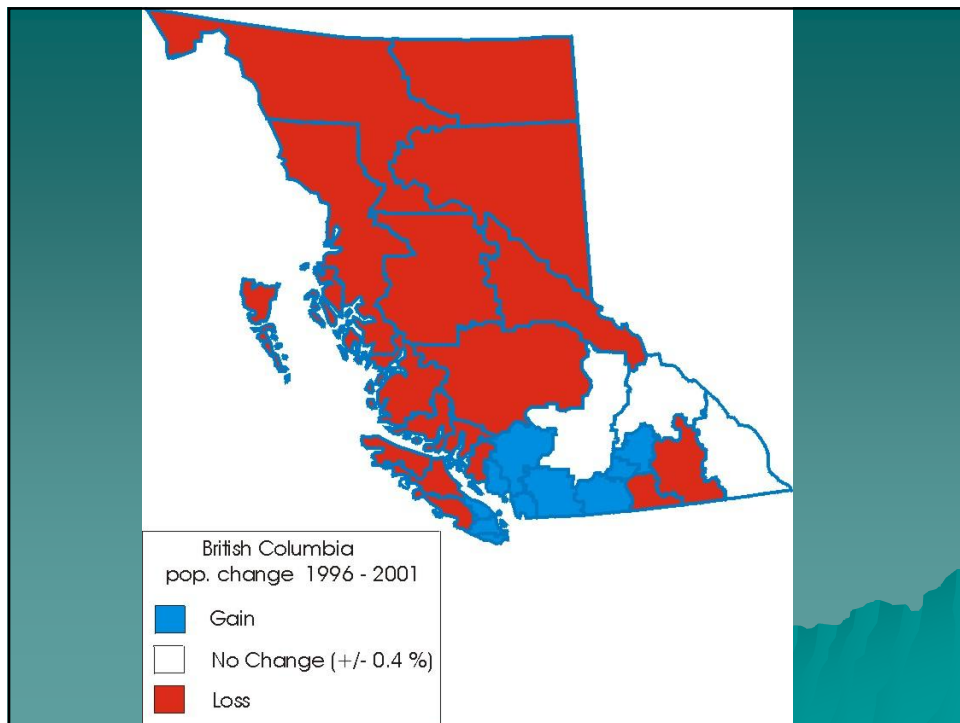 British Columbia
pop. change 1996 - 2001
Gain
No Change (+/- 0.4 %)
Loss